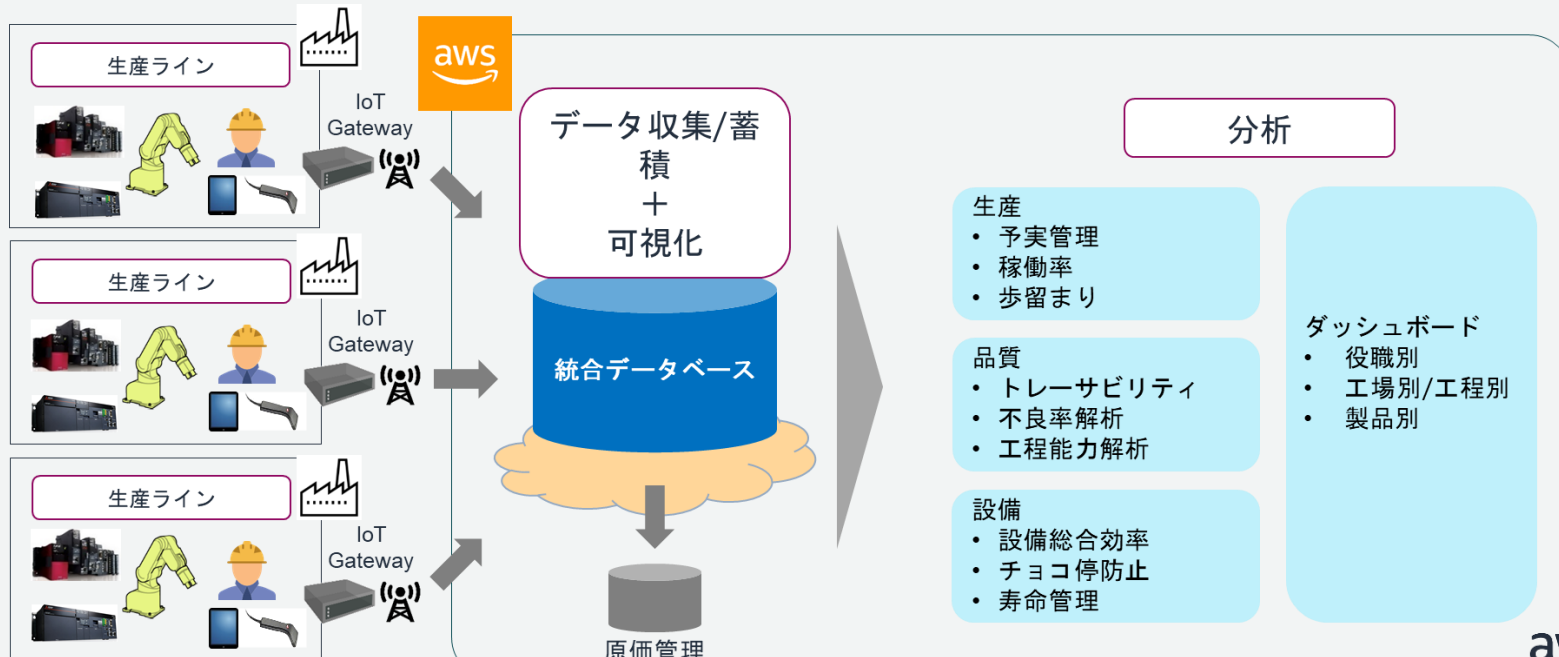 生産ライン
IoT
Gateway
生産ライン
IoT
Gateway
生産ライン
IoT
Gateway
aws
データ収集/蓄
積
＋
可視化
統合データベース
原価管理
分析
生産
• 予実管理
• 稼働率
• 歩留まり
品質
• トレーサビリティ
• 不良率解析
• 工程能力解析
設備
• 設備総合効率
• チョコ停防止
• 寿命管理
ダッシュボード
• 役職別
• 工場別/工程別
• 製品別